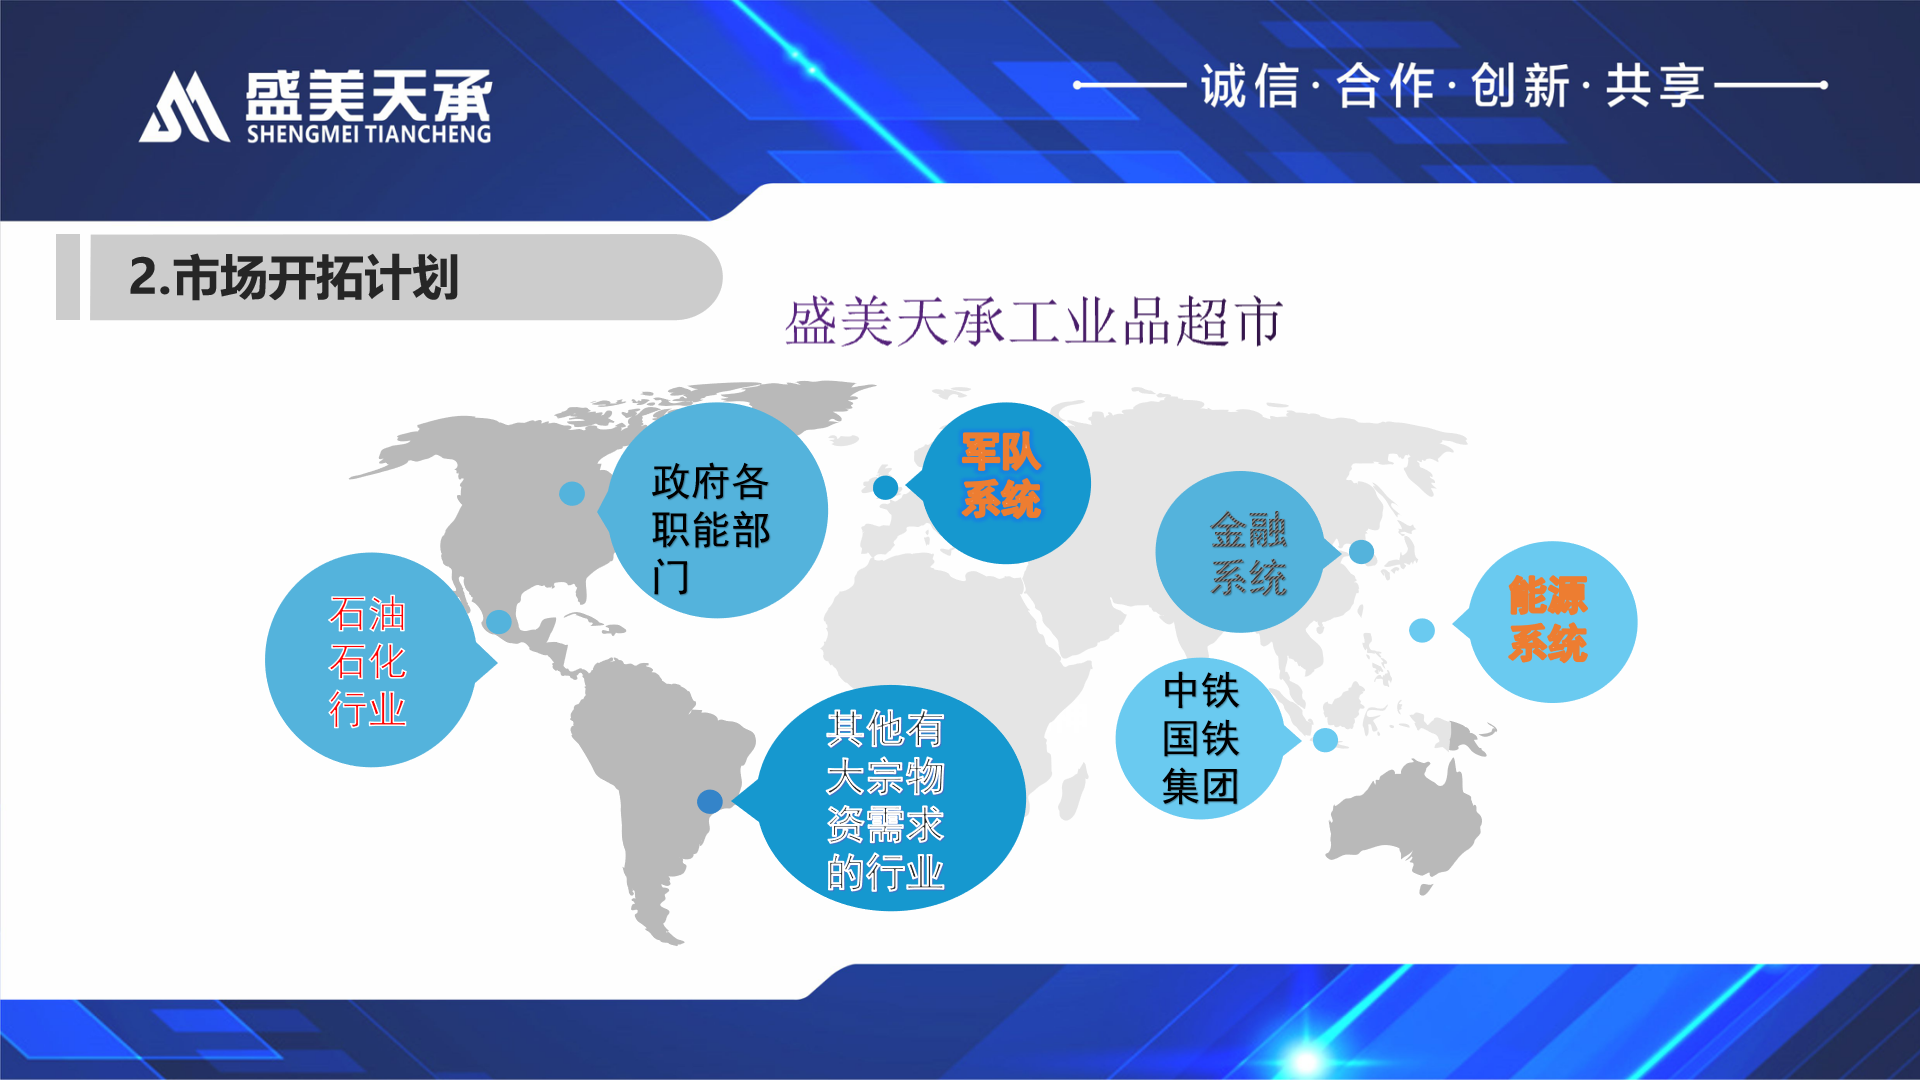 盛美天承
SHENGMEI TIANCHENG
诚信·合作·创新·共享
2.市场开拓计划
盛美天承工业品超市
政府各
职能部
门
军队
系统
金融
系统
能源
系统
石油
石化
行业
其他有
大宗物
资需求
的行业
中铁
国铁
集团